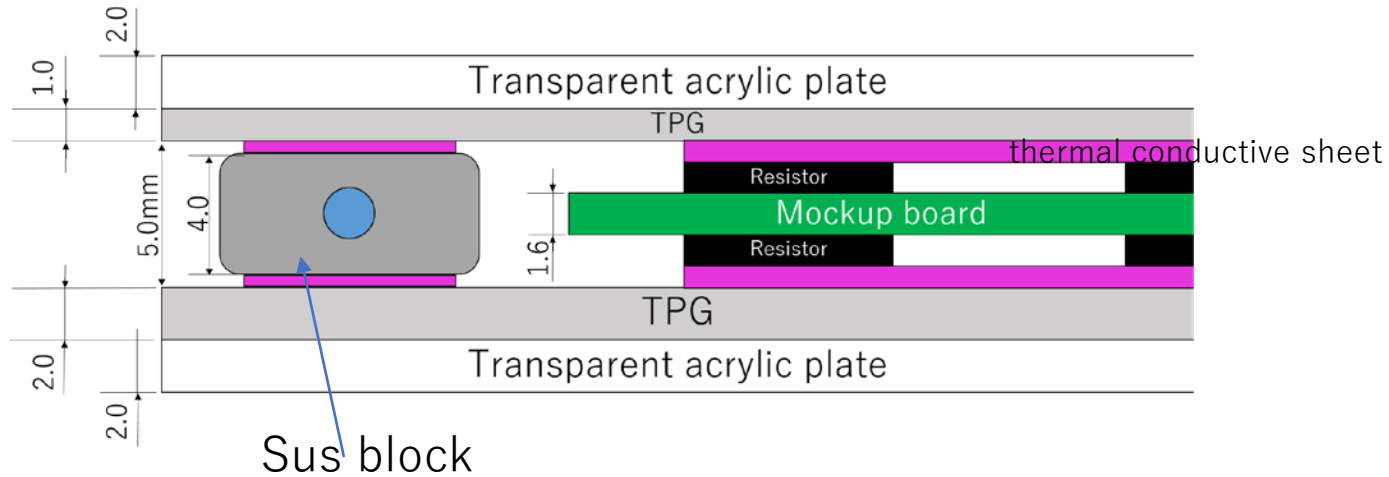 2.0
Transparent acrylic plate
1.0
TPG
thermal conductive sheet
Resistor
5.0mm
4.0
Mockup board
1.6
Resistor
TPG
2.0
Transparent acrylic plate
2.0
Sus block